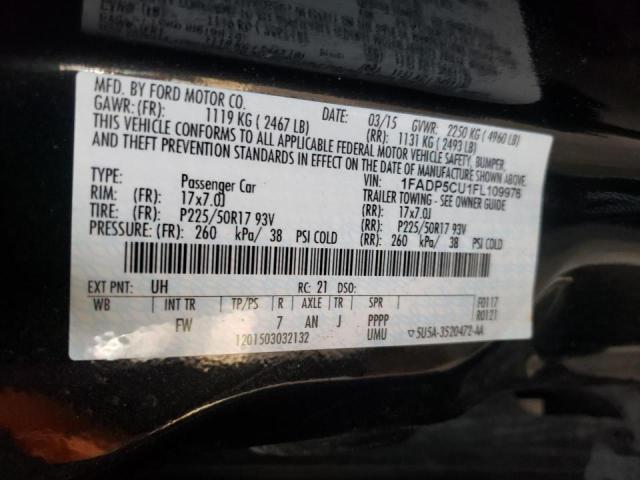 MFD. BY FORD MOTOR CO.
DATE: 03/15 GVWR: 2250 KG ( 4960 LB)
GAWR: (FR): 1119 KG ( 2467 LB) (RR): 1131 KG ( 2493 LB)
THIS VEHICLE CONFORMS TO ALL APPLICABLE FEDERAL MOTOR VEHICLE SAFETY, BUMPER,
AND THEFT PREVENTION STANDARDS IN EFFECT ON THE DATE OF MANUFACTURE SHOWN ABOVE.
VIN: 1FADP5CU1FL109976
TYPE: Passenger Car TRAILER TOWING - SEE OWNER GUIDE
RIM: (FR): 17x7.0J (RR): 17x7.0J
TIRE: (FR): P225/50R17 93V (RR): P225/50R17 93V
PRESSURE: (FR): 260 kPa/ 38 PSI COLD (RR): 260 kPa/ 38 PSI COLD
EXT PNT: UH RC: 21 DSO: F0117
WB INT TR TP/PS R AXLE TR SPR R0121
FW 7 AN J PPPP
1201503032132 UMU 5U5A-3520472-AA